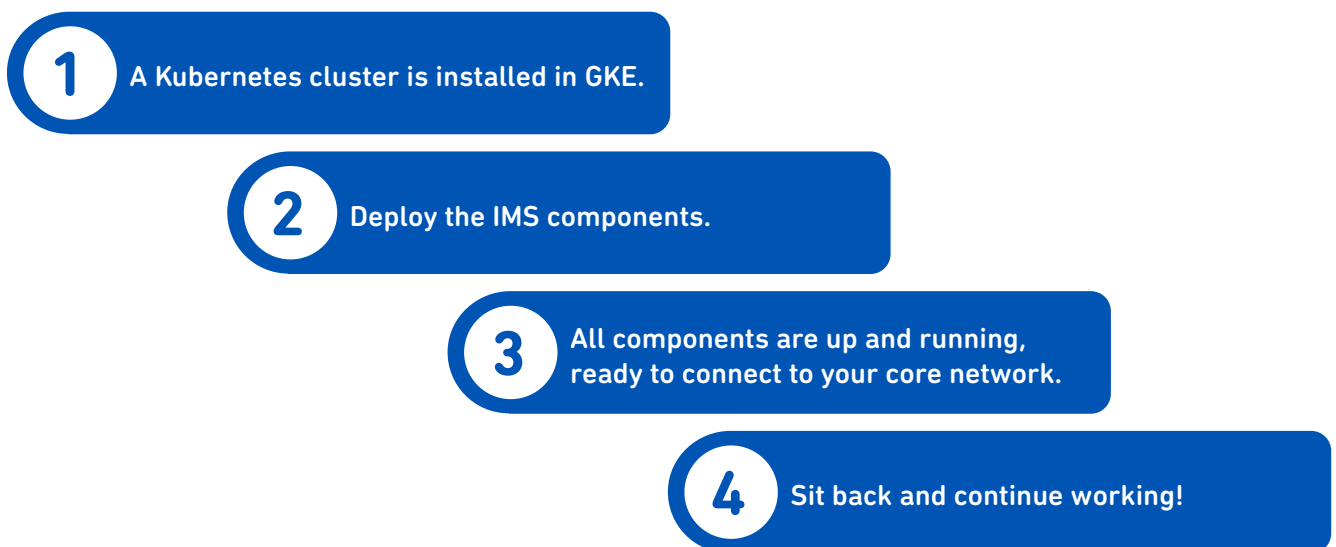 1
A Kubernetes cluster is installed in GKE.
2
Deploy the IMS components.
3
All components are up and running,
ready to connect to your core network.
4
Sit back and continue working!